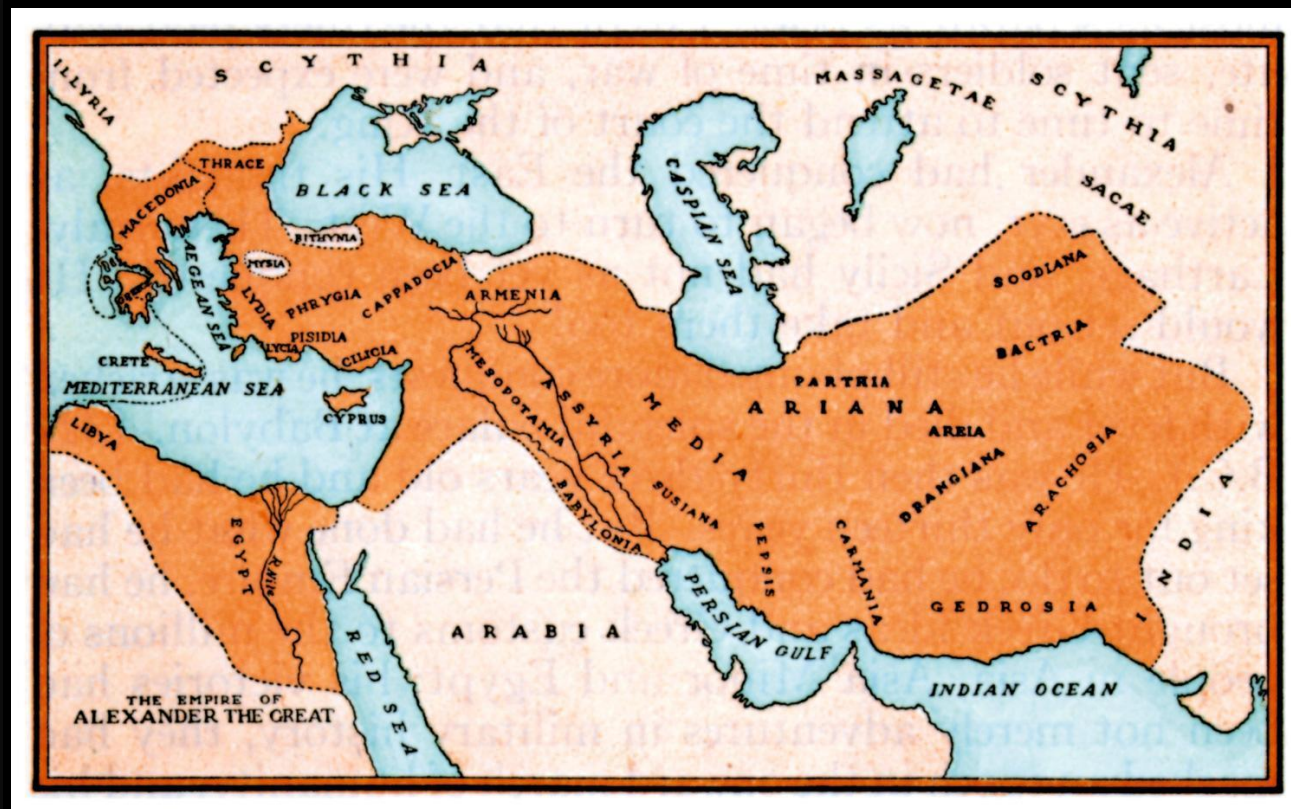 ILLYRIA
SCYTHIA
MASSAGETAE
SCYTHIA
SACAE
THRACE
MACEDONIA
BLACK SEA
CASPIAN SEA
BITHYNIA
MYSIA
AEGEAN SEA
LYDIA
PHRYGIA
CAPPADOCIA
ARMENIA
SOGDIANA
BACTRIA
PISIDIA
LYCIA
CILICIA
CRETE
MEDITERRANEAN SEA
CYPRUS
MESOPOTAMIA
ASSYRIA
MEDIA
PARTHIA
ARIANA
AREIA
DRANGIANA
ARACHOSIA
INDIA
LIBYA
EGYPT
R. Nile
BABYLONIA
SUSIANA
FEPSIS
CARMANIA
GEDROSIA
PERSIAN GULF
ARABIA
RED SEA
INDIAN OCEAN
THE EMPIRE OF
ALEXANDER THE GREAT